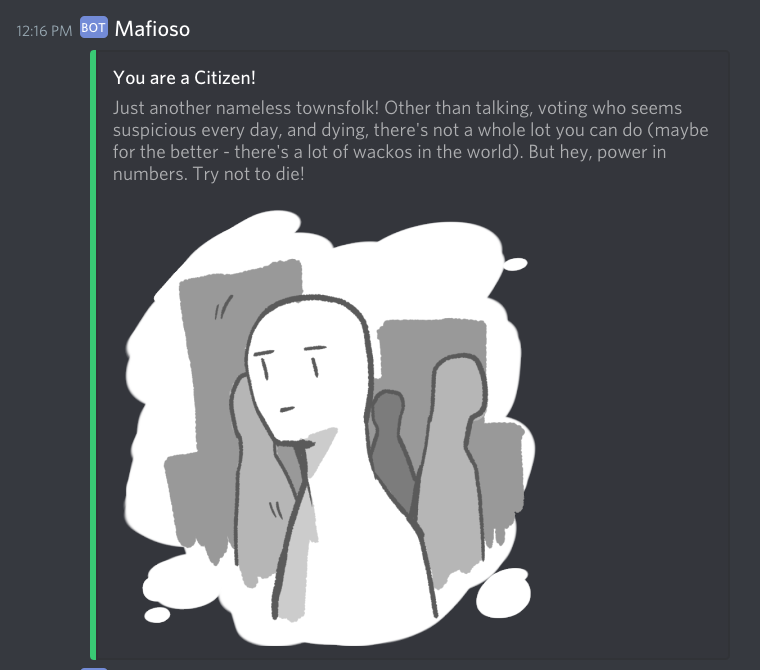 12:16 PM BOT Mafioso
You are a Citizen!
Just another nameless townsfolk! Other than talking, voting who seems
suspicious every day, and dying, there's not a whole lot you can do (maybe
for the better - there's a lot of wackos in the world). But hey, power in
numbers. Try not to die!